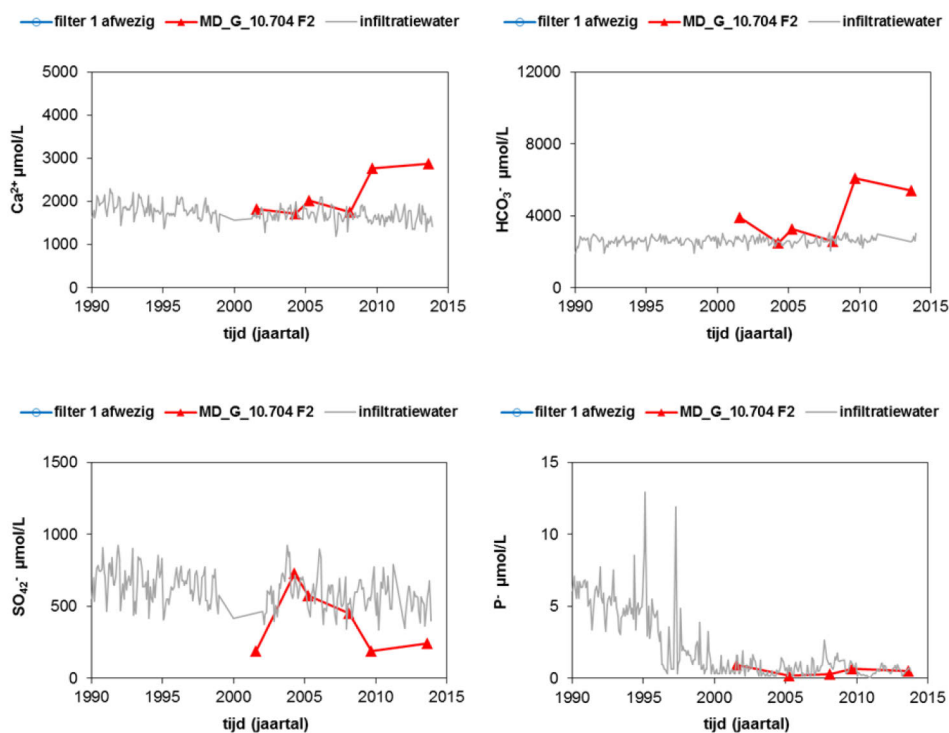 filter 1 afwezig MD_G_10.704 F2 infiltratiewater
Ca²⁺ µmol/L
5000
4000
3000
2000
1000
0
1990 1995 2000 2005 2010 2015
tijd (jaartal)
filter 1 afwezig MD_G_10.704 F2 infiltratiewater
HCO₃⁻ µmol/L
12000
8000
4000
0
1990 1995 2000 2005 2010 2015
tijd (jaartal)
filter 1 afwezig MD_G_10.704 F2 infiltratiewater
SO₄₂⁻ µmol/L
1500
1000
500
0
1990 1995 2000 2005 2010 2015
tijd (jaartal)
filter 1 afwezig MD_G_10.704 F2 infiltratiewater
P⁻ µmol/L
15
10
5
0
1990 1995 2000 2005 2010 2015
tijd (jaartal)